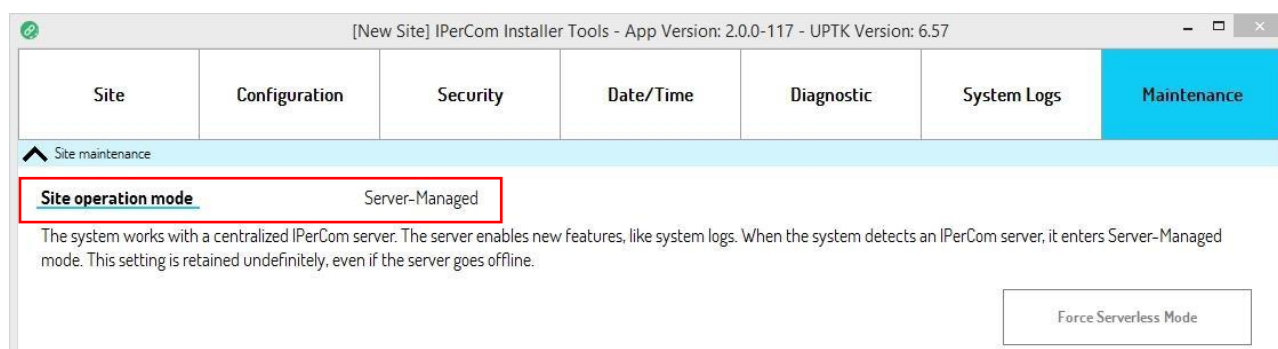 [New Site] IPerCom Installer Tools - App Version: 2.0.0-117 - UPTK Version: 6.57
Site Configuration Security Date/Time Diagnostic System Logs Maintenance
Site maintenance
Site operation mode Server-Managed
The system works with a centralized IPerCom server. The server enables new features, like system logs. When the system detects an IPerCom server, it enters Server-Managed
mode. This setting is retained undefinitely, even if the server goes offline.
Force Serverless Mode